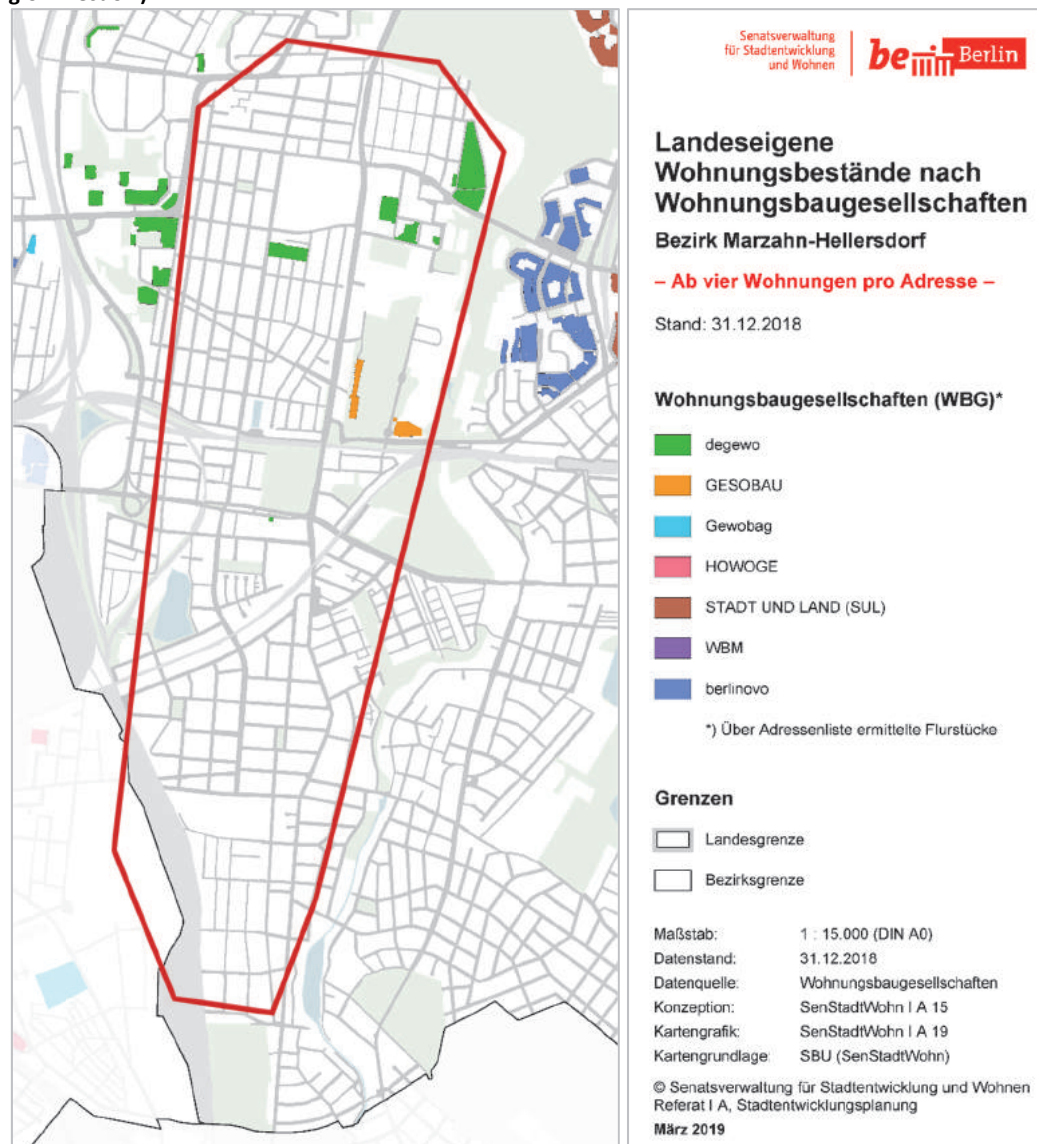 Senatsverwaltung
für Stadtentwicklung
und Wohnen
Berlin
Landeseigene
Wohnungsbestände nach
Wohnungsbaugesellschaften
Bezirk Marzahn-Hellersdorf
– Ab vier Wohnungen pro Adresse –
Stand: 31.12.2018
Wohnungsbaugesellschaften (WBG)*
degewo
GESOBAU
Gewobag
HOWOGE
STADT UND LAND (SUL)
WBM
berlinovo
*) Über Adressenliste ermittelte Flurstücke
Grenzen
Landesgrenze
Bezirksgrenze
Maßstab: 1 : 15.000 (DIN A0)
Datenstand: 31.12.2018
Datenquelle: Wohnungsbaugesellschaften
Konzeption: SenStadtWohn I A 15
Kartengrafik: SenStadtWohn I A 19
Kartengrundlage: SBU (SenStadtWohn)
© Senatsverwaltung für Stadtentwicklung und Wohnen
Referat I A, Stadtentwicklungsplanung
März 2019